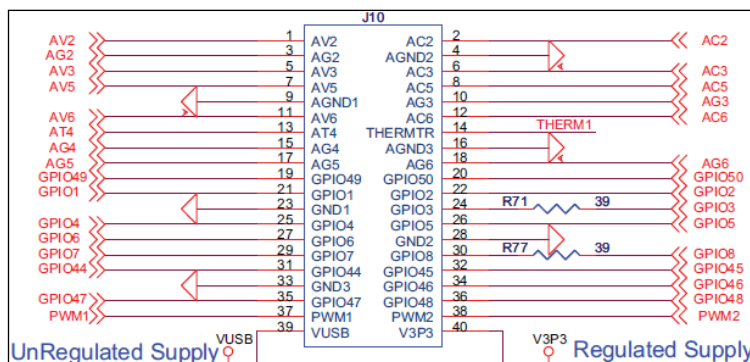 J10
AV2 1 AV2 AC2 2 AC2
AG2 3 AG2 AGND2 4
AV3 5 AV3 AC3 6 AC3
AV5 7 AV5 AC5 8 AC5
9 AGND1 AG3 10 AG3
AV6 11 AV6 AC6 12 AC6
AT4 13 AT4 THERMTR 14 THERM1
AG4 15 AG4 AGND3 16
AG5 17 AG5 AG6 18 AG6
GPIO49 19 GPIO49 GPIO50 20 GPIO50
GPIO1 21 GPIO1 GPIO2 22 GPIO2
23 GND1 GPIO3 24 R71 39 GPIO3
GPIO4 25 GPIO4 GPIO5 26 GPIO5
GPIO6 27 GPIO6 GND2 28
GPIO7 29 GPIO7 GPIO8 30 R77 39 GPIO8
GPIO44 31 GPIO44 GPIO45 32 GPIO45
33 GND3 GPIO46 34 GPIO46
GPIO47 35 GPIO47 GPIO48 36 GPIO48
PWM1 37 PWM1 PWM2 38 PWM2
39 VUSB V3P3 40
UnRegulated Supply VUSB V3P3 Regulated Supply